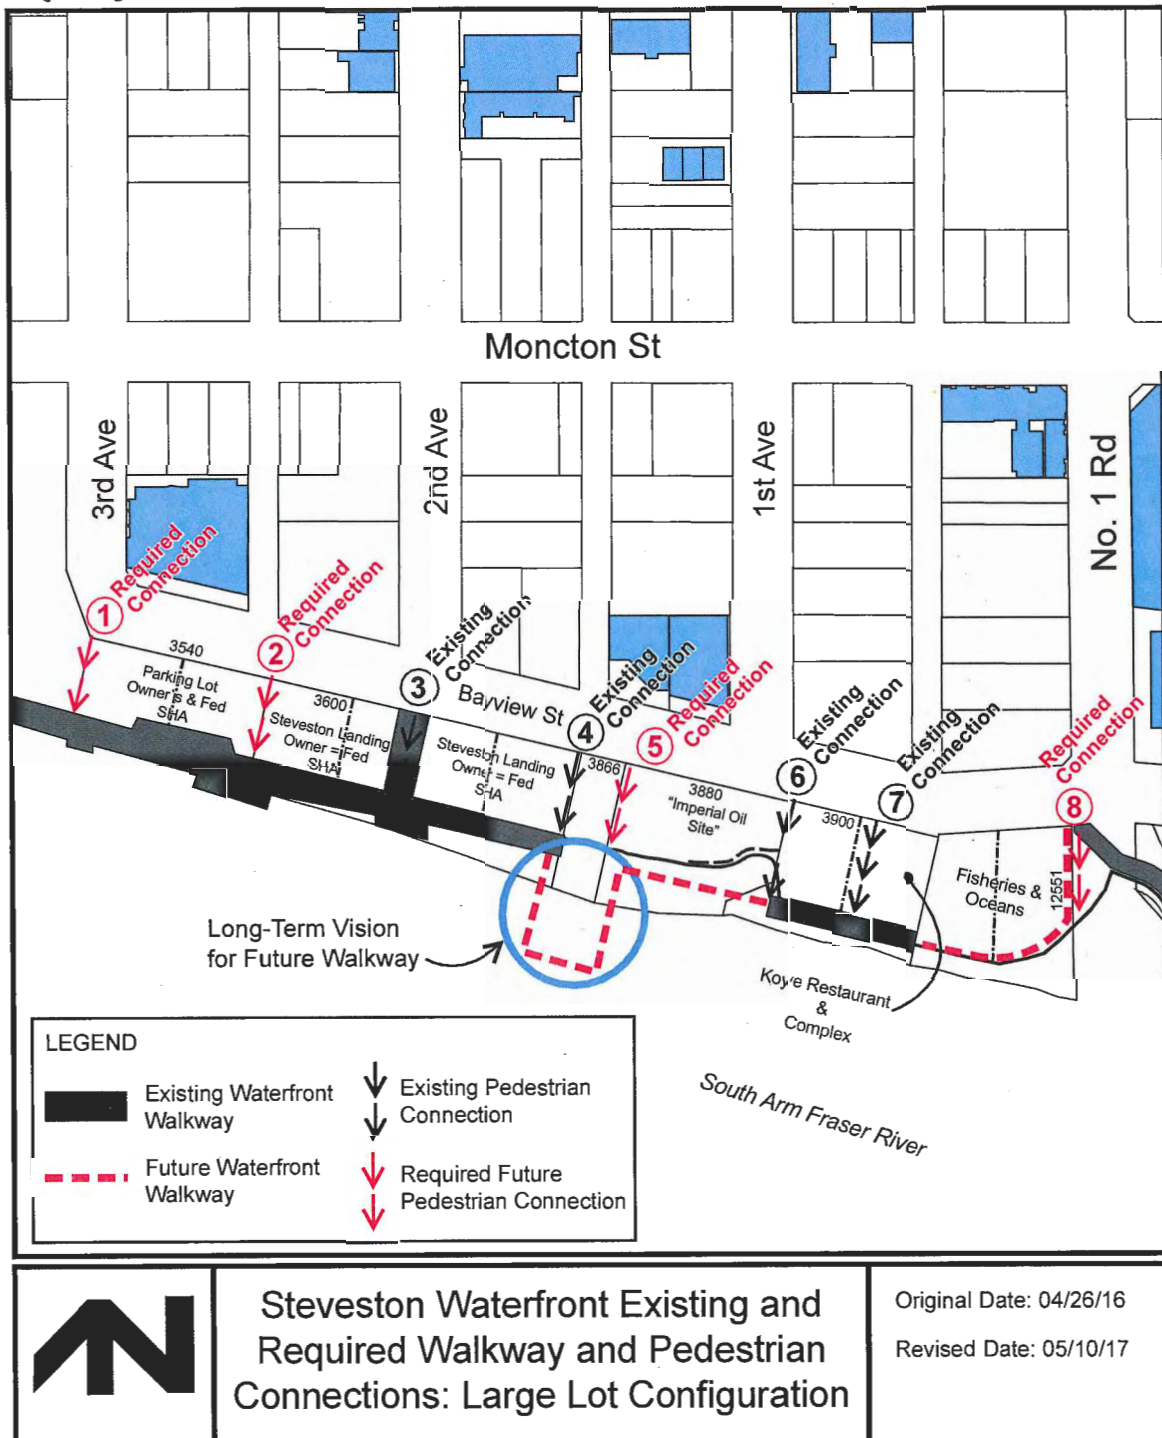 Moncton St
3rd Ave
2nd Ave
1st Ave
No. 1 Rd
1
Required
Connection
2
Required
Connection
3
Existing
Connection
4
Existing
Connection
5
Required
Connection
6
Existing
Connection
7
Existing
Connection
8
Required
Connection
Bayview St
3540
Parking Lot
Owner's & Fed
SHA
3600
Steveston Landing
Owner = Fed
SHA
Steveston Landing
Owner = Fed
SHA
3866
3880
"Imperial Oil
Site"
3900
Fisheries &
Oceans
12551
Long-Term Vision
for Future Walkway
Koye Restaurant
&
Complex
South Arm Fraser River
LEGEND
Existing Waterfront
Walkway
Future Waterfront
Walkway
Existing Pedestrian
Connection
Required Future
Pedestrian Connection
N
Steveston Waterfront Existing and
Required Walkway and Pedestrian
Connections: Large Lot Configuration
Original Date: 04/26/16
Revised Date: 05/10/17